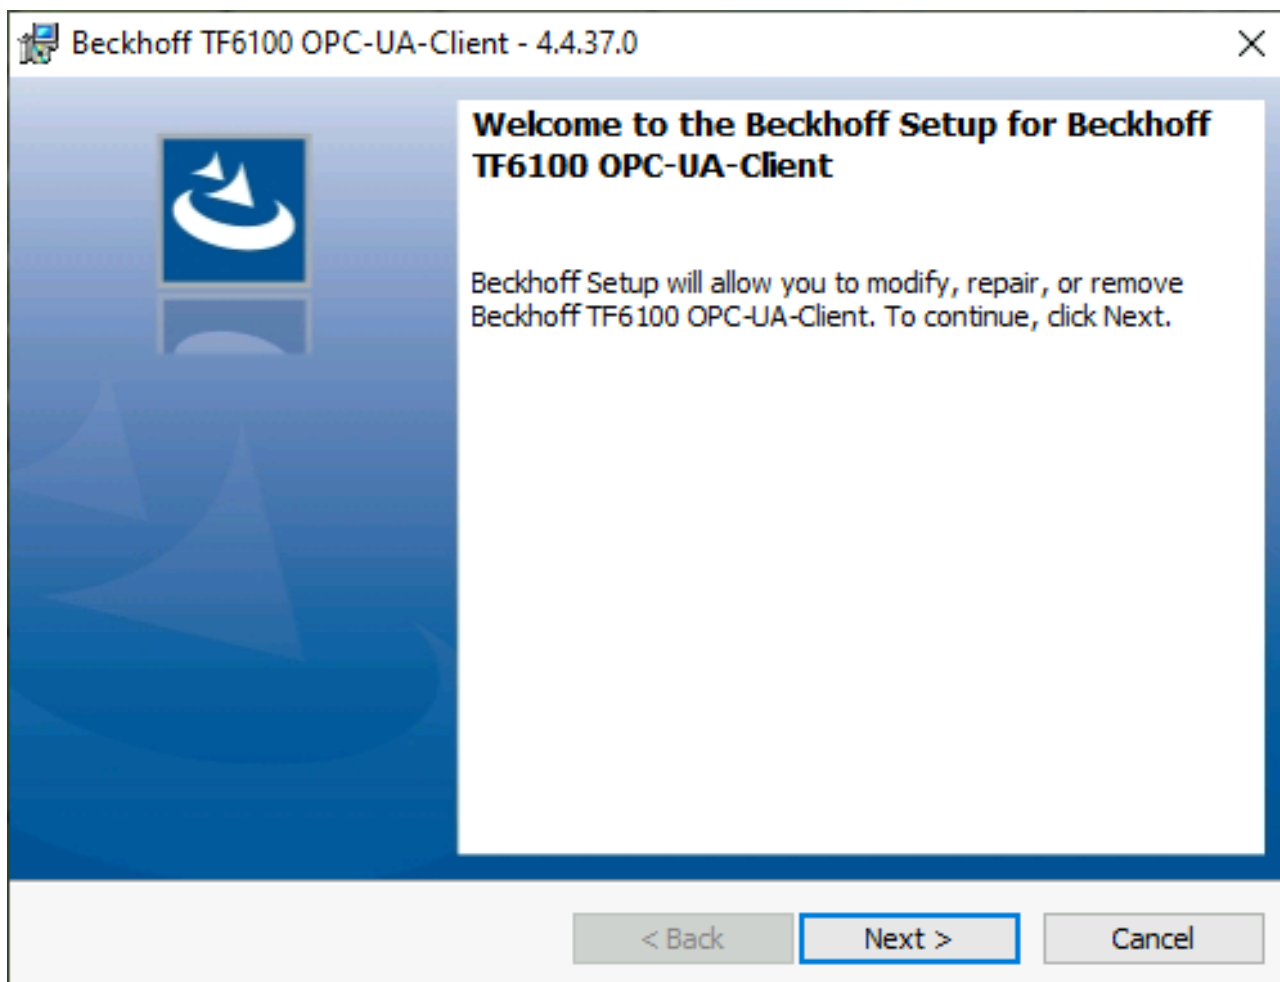 Beckhoff TF6100 OPC-UA-Client - 4.4.37.0
Welcome to the Beckhoff Setup for Beckhoff
TF6100 OPC-UA-Client
Beckhoff Setup will allow you to modify, repair, or remove
Beckhoff TF6100 OPC-UA-Client. To continue, click Next.
< Back
Next >
Cancel